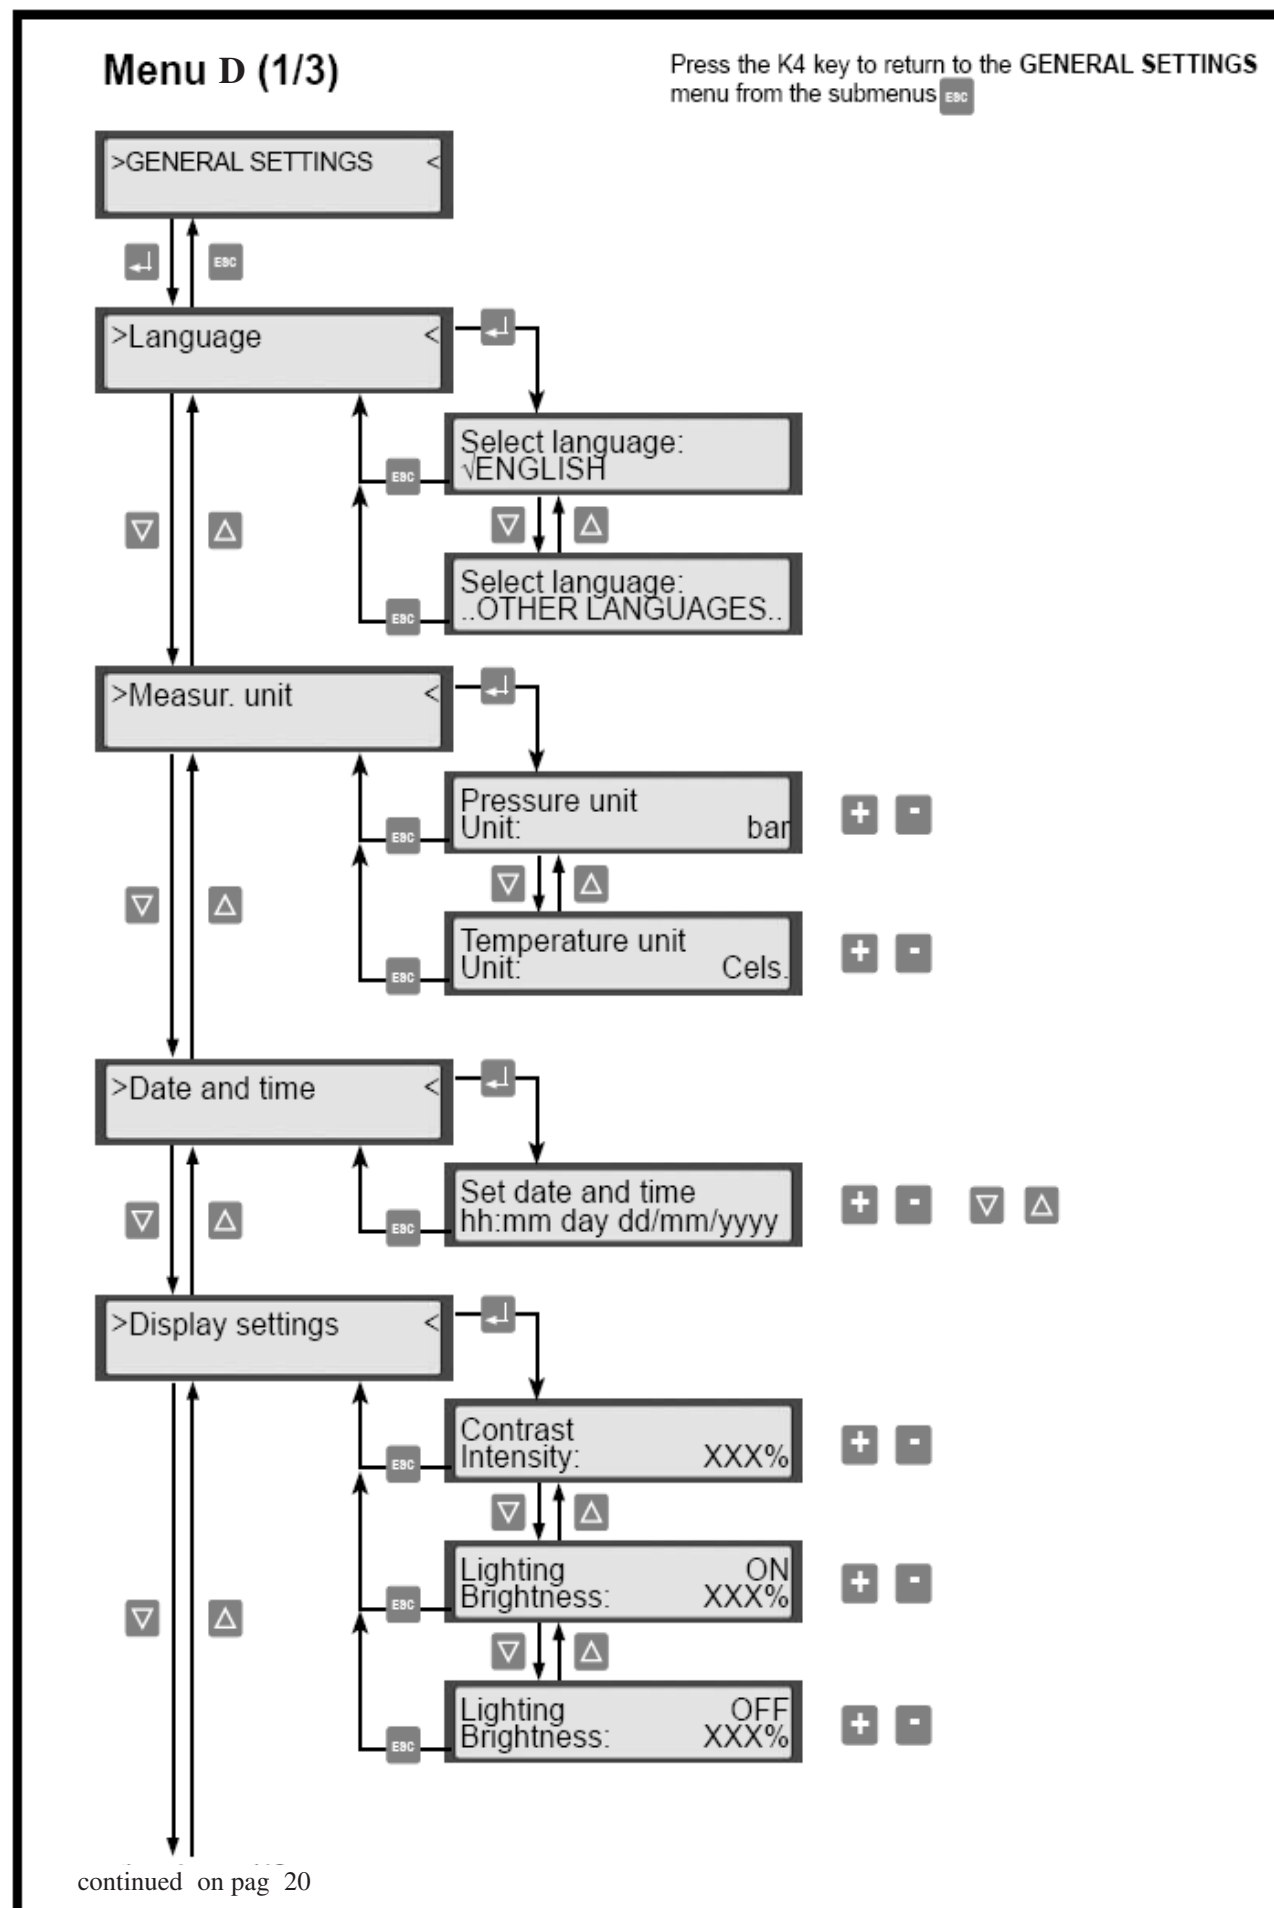 Menu D (1/3)
Press the K4 key to return to the GENERAL SETTINGS
menu from the submenus ESC
>GENERAL SETTINGS <
ESC
>Language <
Select language:
√ENGLISH
ESC
Select language:
..OTHER LANGUAGES..
ESC
>Measur. unit <
Pressure unit
Unit: bar
ESC
+ -
Temperature unit
Unit: Cels.
ESC
+ -
>Date and time <
Set date and time
hh:mm day dd/mm/yyyy
ESC
+ -
>Display settings <
Contrast
Intensity: XXX%
ESC
+ -
Lighting ON
Brightness: XXX%
ESC
+ -
Lighting OFF
Brightness: XXX%
ESC
+ -
continued on pag 20